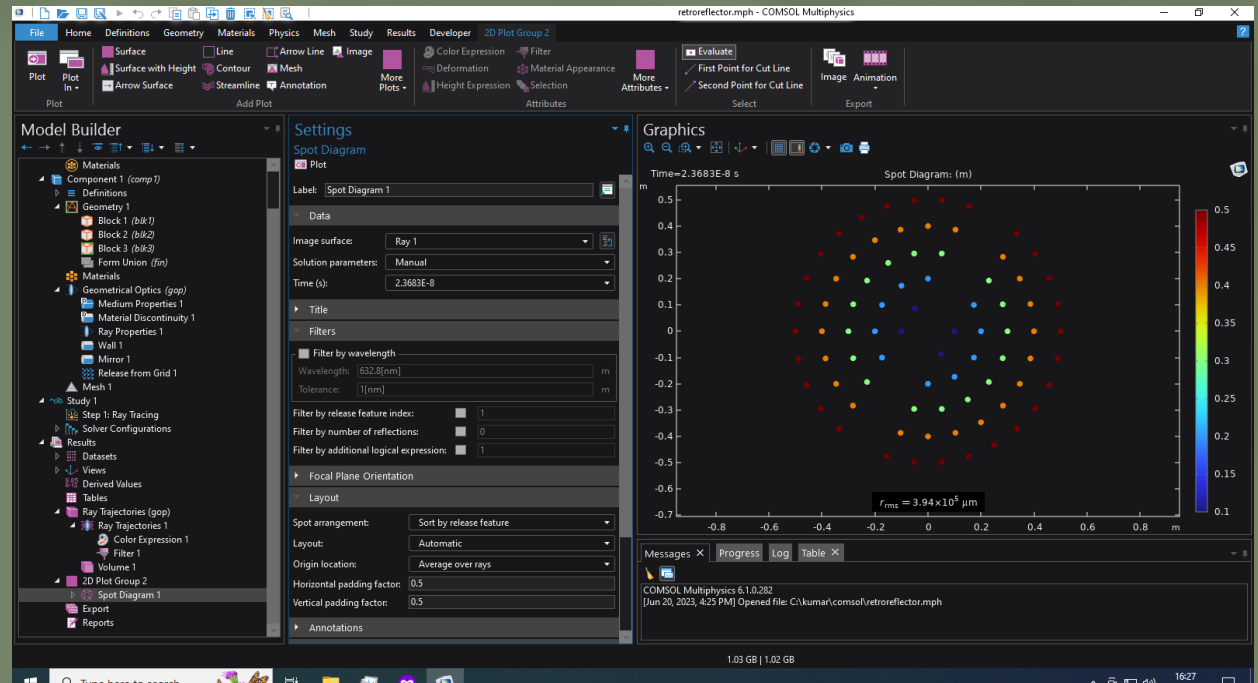 retroreflector.mph - COMSOL Multiphysics
File Home Definitions Geometry Materials Physics Mesh Study Results Developer 2D Plot Group 2
Plot
Plot In
Surface Line Arrow Line Image
Surface with Height Contour Mesh
Arrow Surface Streamline Annotation
More Plots
Color Expression Filter
Deformation Material Appearance
Height Expression Selection
More Attributes
Evaluate
First Point for Cut Line
Second Point for Cut Line
Image Animation
Plot Add Plot Attributes Select Export
Model Builder
Materials
Component 1 (comp1)
Definitions
Geometry 1
Block 1 (blk1)
Block 2 (blk2)
Block 3 (blk3)
Form Union (fin)
Materials
Geometrical Optics (gop)
Medium Properties 1
Material Discontinuity 1
Ray Properties 1
Wall 1
Mirror 1
Release from Grid 1
Mesh 1
Study 1
Step 1: Ray Tracing
Solver Configurations
Results
Datasets
Views
Derived Values
Tables
Ray Trajectories (gop)
Ray Trajectories 1
Color Expression 1
Filter 1
Volume 1
2D Plot Group 2
Spot Diagram 1
Export
Reports
Settings
Spot Diagram
Plot
Label: Spot Diagram 1
Data
Image surface: Ray 1
Solution parameters: Manual
Time (s): 2.3683E-8
Title
Filters
Filter by wavelength
Wavelength: 632.8[nm] m
Tolerance: 1[nm] m
Filter by release feature index: 1
Filter by number of reflections: 0
Filter by additional logical expression: 1
Focal Plane Orientation
Layout
Spot arrangement: Sort by release feature
Layout: Automatic
Origin location: Average over rays
Horizontal padding factor: 0.5
Vertical padding factor: 0.5
Annotations
Graphics
Time=2.3683E-8 s Spot Diagram: (m)
m
0.5
0.4
0.3
0.2
0.1
0
-0.1
-0.2
-0.3
-0.4
-0.5
-0.6
-0.7
r_rms = 3.94×10⁵ μm
-0.8 -0.6 -0.4 -0.2 0 0.2 0.4 0.6 0.8 m
0.5
0.45
0.4
0.35
0.3
0.25
0.2
0.15
0.1
Messages Progress Log Table
COMSOL Multiphysics 6.1.0.282
[Jun 20, 2023, 4:25 PM] Opened file: C:\kumar\comsol\retroreflector.mph
1.03 GB | 1.02 GB
Type here to search
16:27